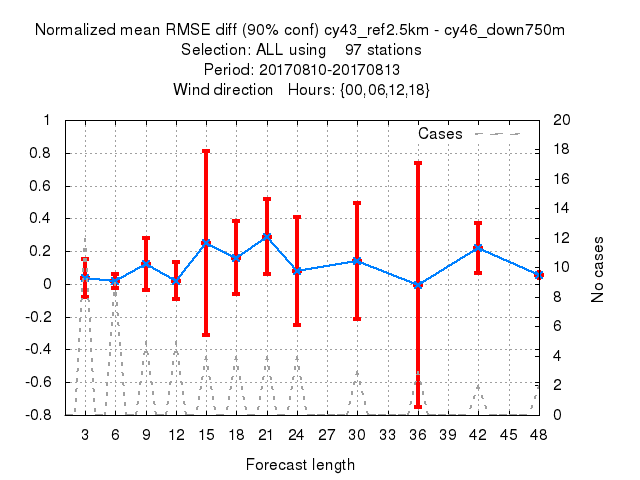 Normalized mean RMSE diff (90% conf) cy43_ref2.5km - cy46_down750m
Selection: ALL using 97 stations
Period: 20170810-20170813
Wind direction Hours: {00,06,12,18}
Cases
1
0.8
0.6
0.4
0.2
0
-0.2
-0.4
-0.6
-0.8
20
18
16
14
12
10
8
6
4
2
0
No cases
3 6 9 12 15 18 21 24 27 30 33 36 39 42 45 48
Forecast length